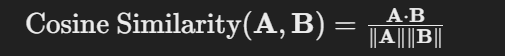 Cosine Similarity(A, B) = A·B / ‖A‖‖B‖